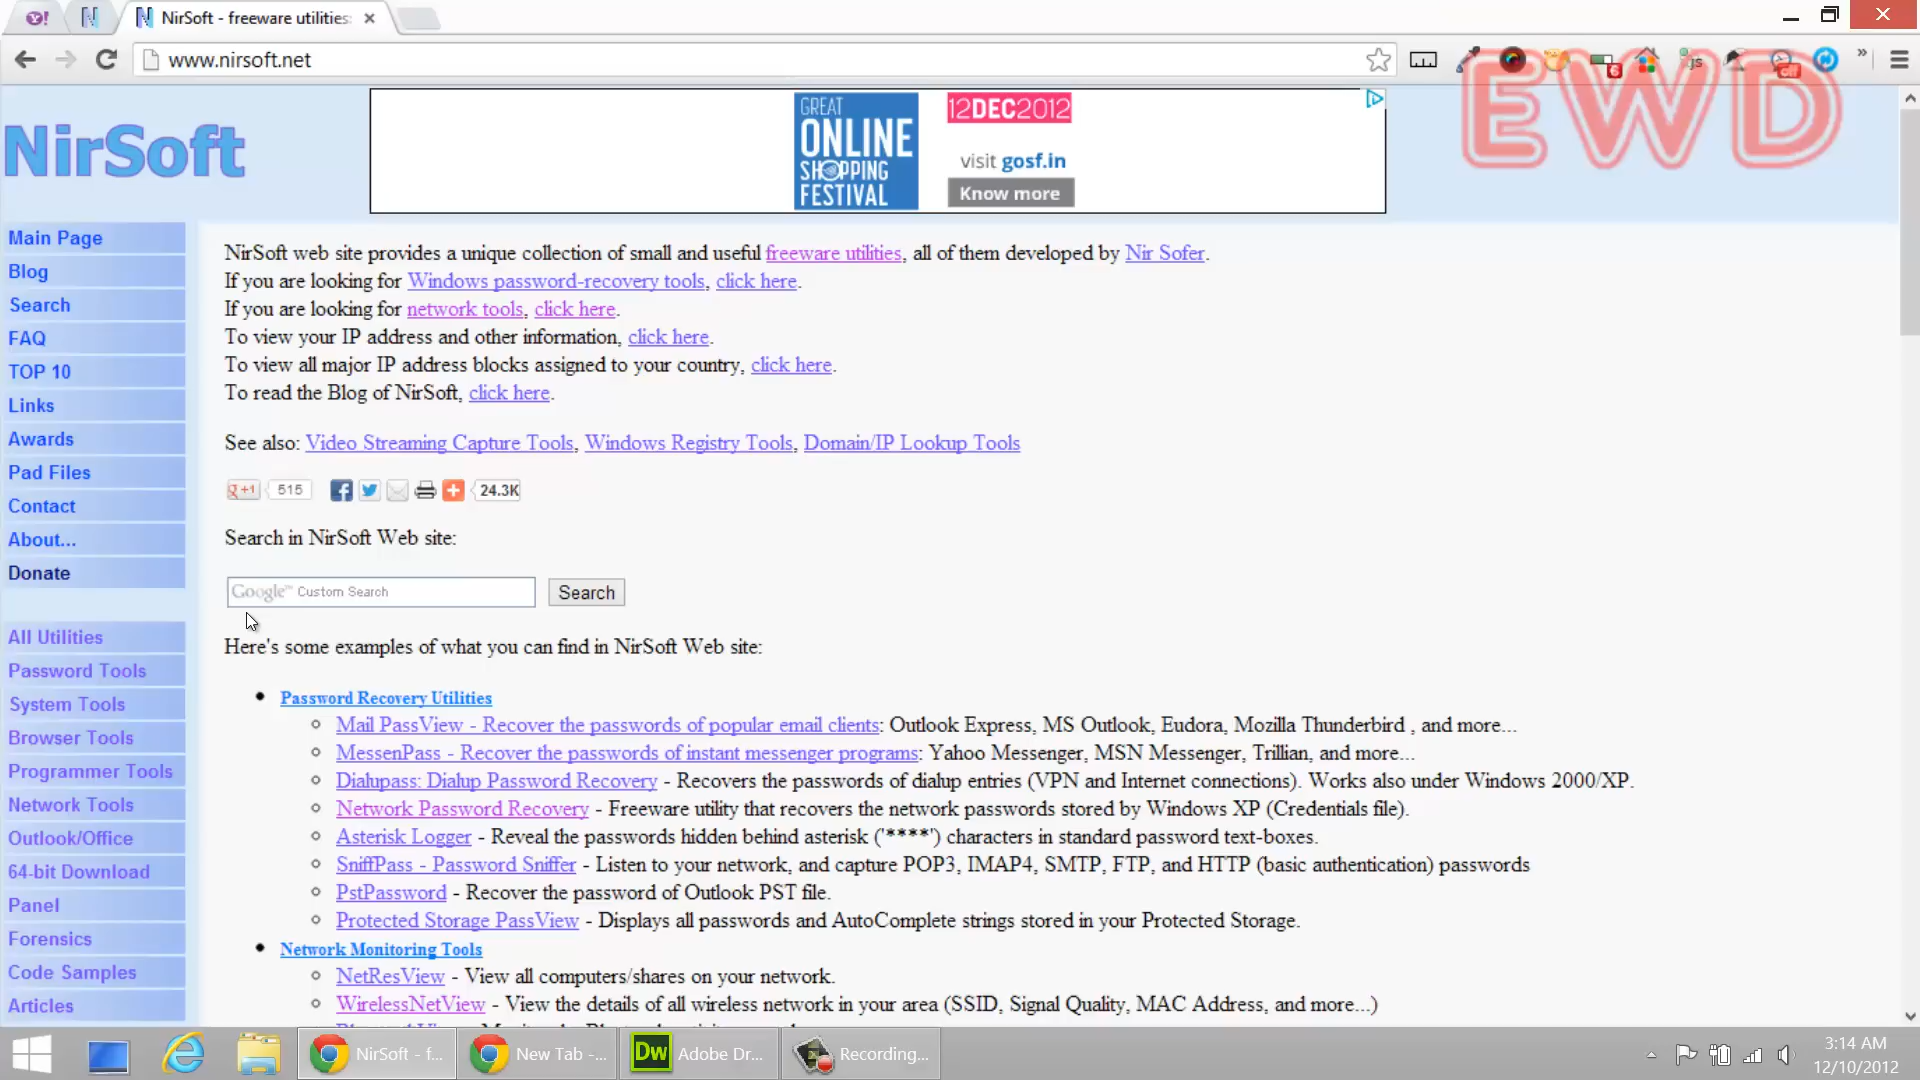 NirSoft - freeware utilities:
www.nirsoft.net
EWD
NirSoft
GREAT
ONLINE
SHOPPING
FESTIVAL
12DEC2012
visit gosf.in
Know more
Main Page
Blog
Search
FAQ
TOP 10
Links
Awards
Pad Files
Contact
About...
Donate
All Utilities
Password Tools
System Tools
Browser Tools
Programmer Tools
Network Tools
Outlook/Office
64-bit Download
Panel
Forensics
Code Samples
Articles
NirSoft web site provides a unique collection of small and useful freeware utilities, all of them developed by Nir Sofer.
If you are looking for Windows password-recovery tools, click here.
If you are looking for network tools, click here.
To view your IP address and other information, click here.
To view all major IP address blocks assigned to your country, click here.
To read the Blog of NirSoft, click here.
See also: Video Streaming Capture Tools, Windows Registry Tools, Domain/IP Lookup Tools
+1 515 24.3K
Search in NirSoft Web site:
Google™ Custom Search Search
Here's some examples of what you can find in NirSoft Web site:
Password Recovery Utilities
Mail PassView - Recover the passwords of popular email clients: Outlook Express, MS Outlook, Eudora, Mozilla Thunderbird , and more...
MessenPass - Recover the passwords of instant messenger programs: Yahoo Messenger, MSN Messenger, Trillian, and more...
Dialupass: Dialup Password Recovery - Recovers the passwords of dialup entries (VPN and Internet connections). Works also under Windows 2000/XP.
Network Password Recovery - Freeware utility that recovers the network passwords stored by Windows XP (Credentials file).
Asterisk Logger - Reveal the passwords hidden behind asterisk ('****') characters in standard password text-boxes.
SniffPass - Password Sniffer - Listen to your network, and capture POP3, IMAP4, SMTP, FTP, and HTTP (basic authentication) passwords
PstPassword - Recover the password of Outlook PST file.
Protected Storage PassView - Displays all passwords and AutoComplete strings stored in your Protected Storage.
Network Monitoring Tools
NetResView - View all computers/shares on your network.
WirelessNetView - View the details of all wireless network in your area (SSID, Signal Quality, MAC Address, and more...)
NirSoft - f...
New Tab -...
Dw Adobe Dr...
Recording...
3:14 AM
12/10/2012